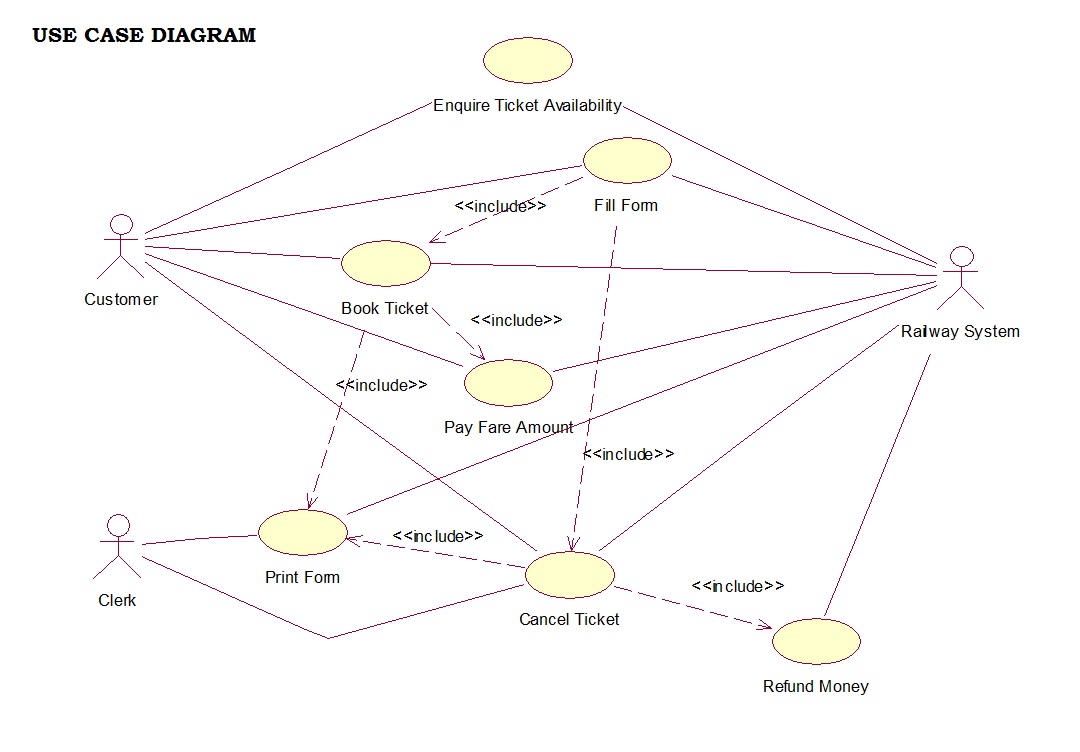 USE CASE DIAGRAM
Enquire Ticket Availability
<<include>>
Fill Form
Customer
Book Ticket
<<include>>
Railway System
<<include>>
Pay Fare Amount
<<include>>
<<include>>
Print Form
<<include>>
Clerk
Cancel Ticket
Refund Money